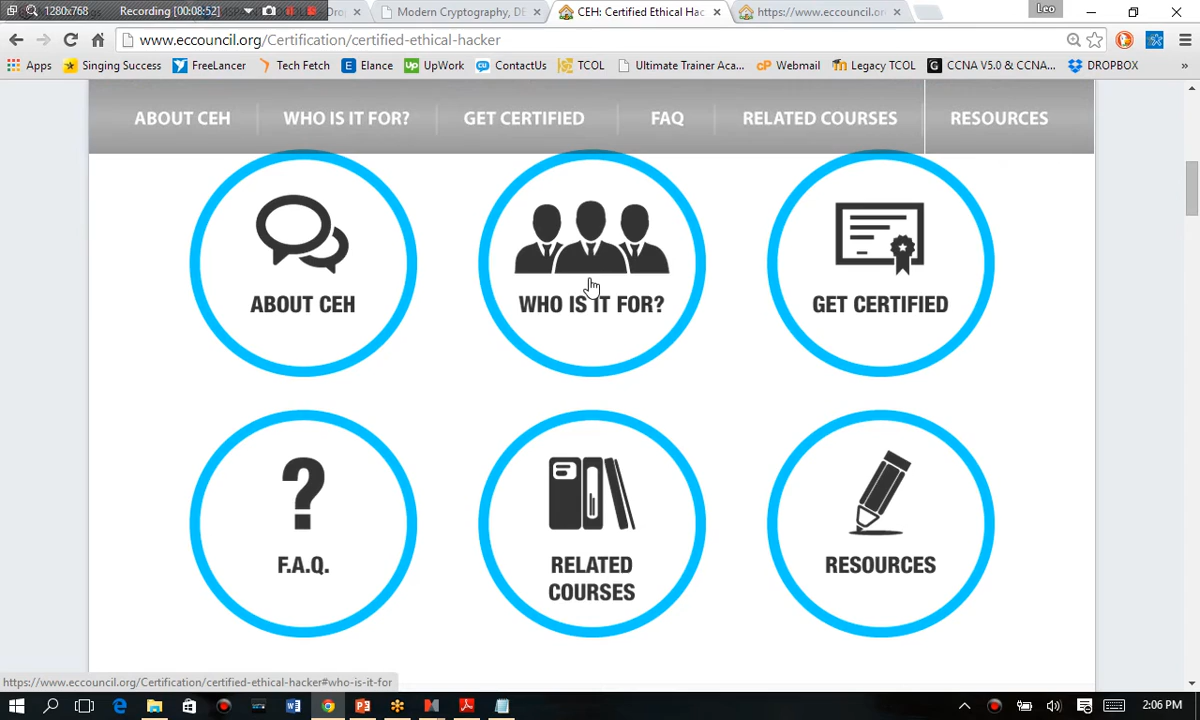 1280x768 Recording [00:08:52]
Modern Cryptography, DE
CEH: Certified Ethical Hac
https://www.eccouncil.or
Leo
www.eccouncil.org/Certification/certified-ethical-hacker
Apps Singing Success FreeLancer Tech Fetch Elance UpWork ContactUs TCOL Ultimate Trainer Aca... Webmail Legacy TCOL CCNA V5.0 & CCNA... DROPBOX »
ABOUT CEH WHO IS IT FOR? GET CERTIFIED FAQ RELATED COURSES RESOURCES
ABOUT CEH
WHO IS IT FOR?
GET CERTIFIED
F.A.Q.
RELATED
COURSES
RESOURCES
https://www.eccouncil.org/Certification/certified-ethical-hacker#who-is-it-for
2:06 PM